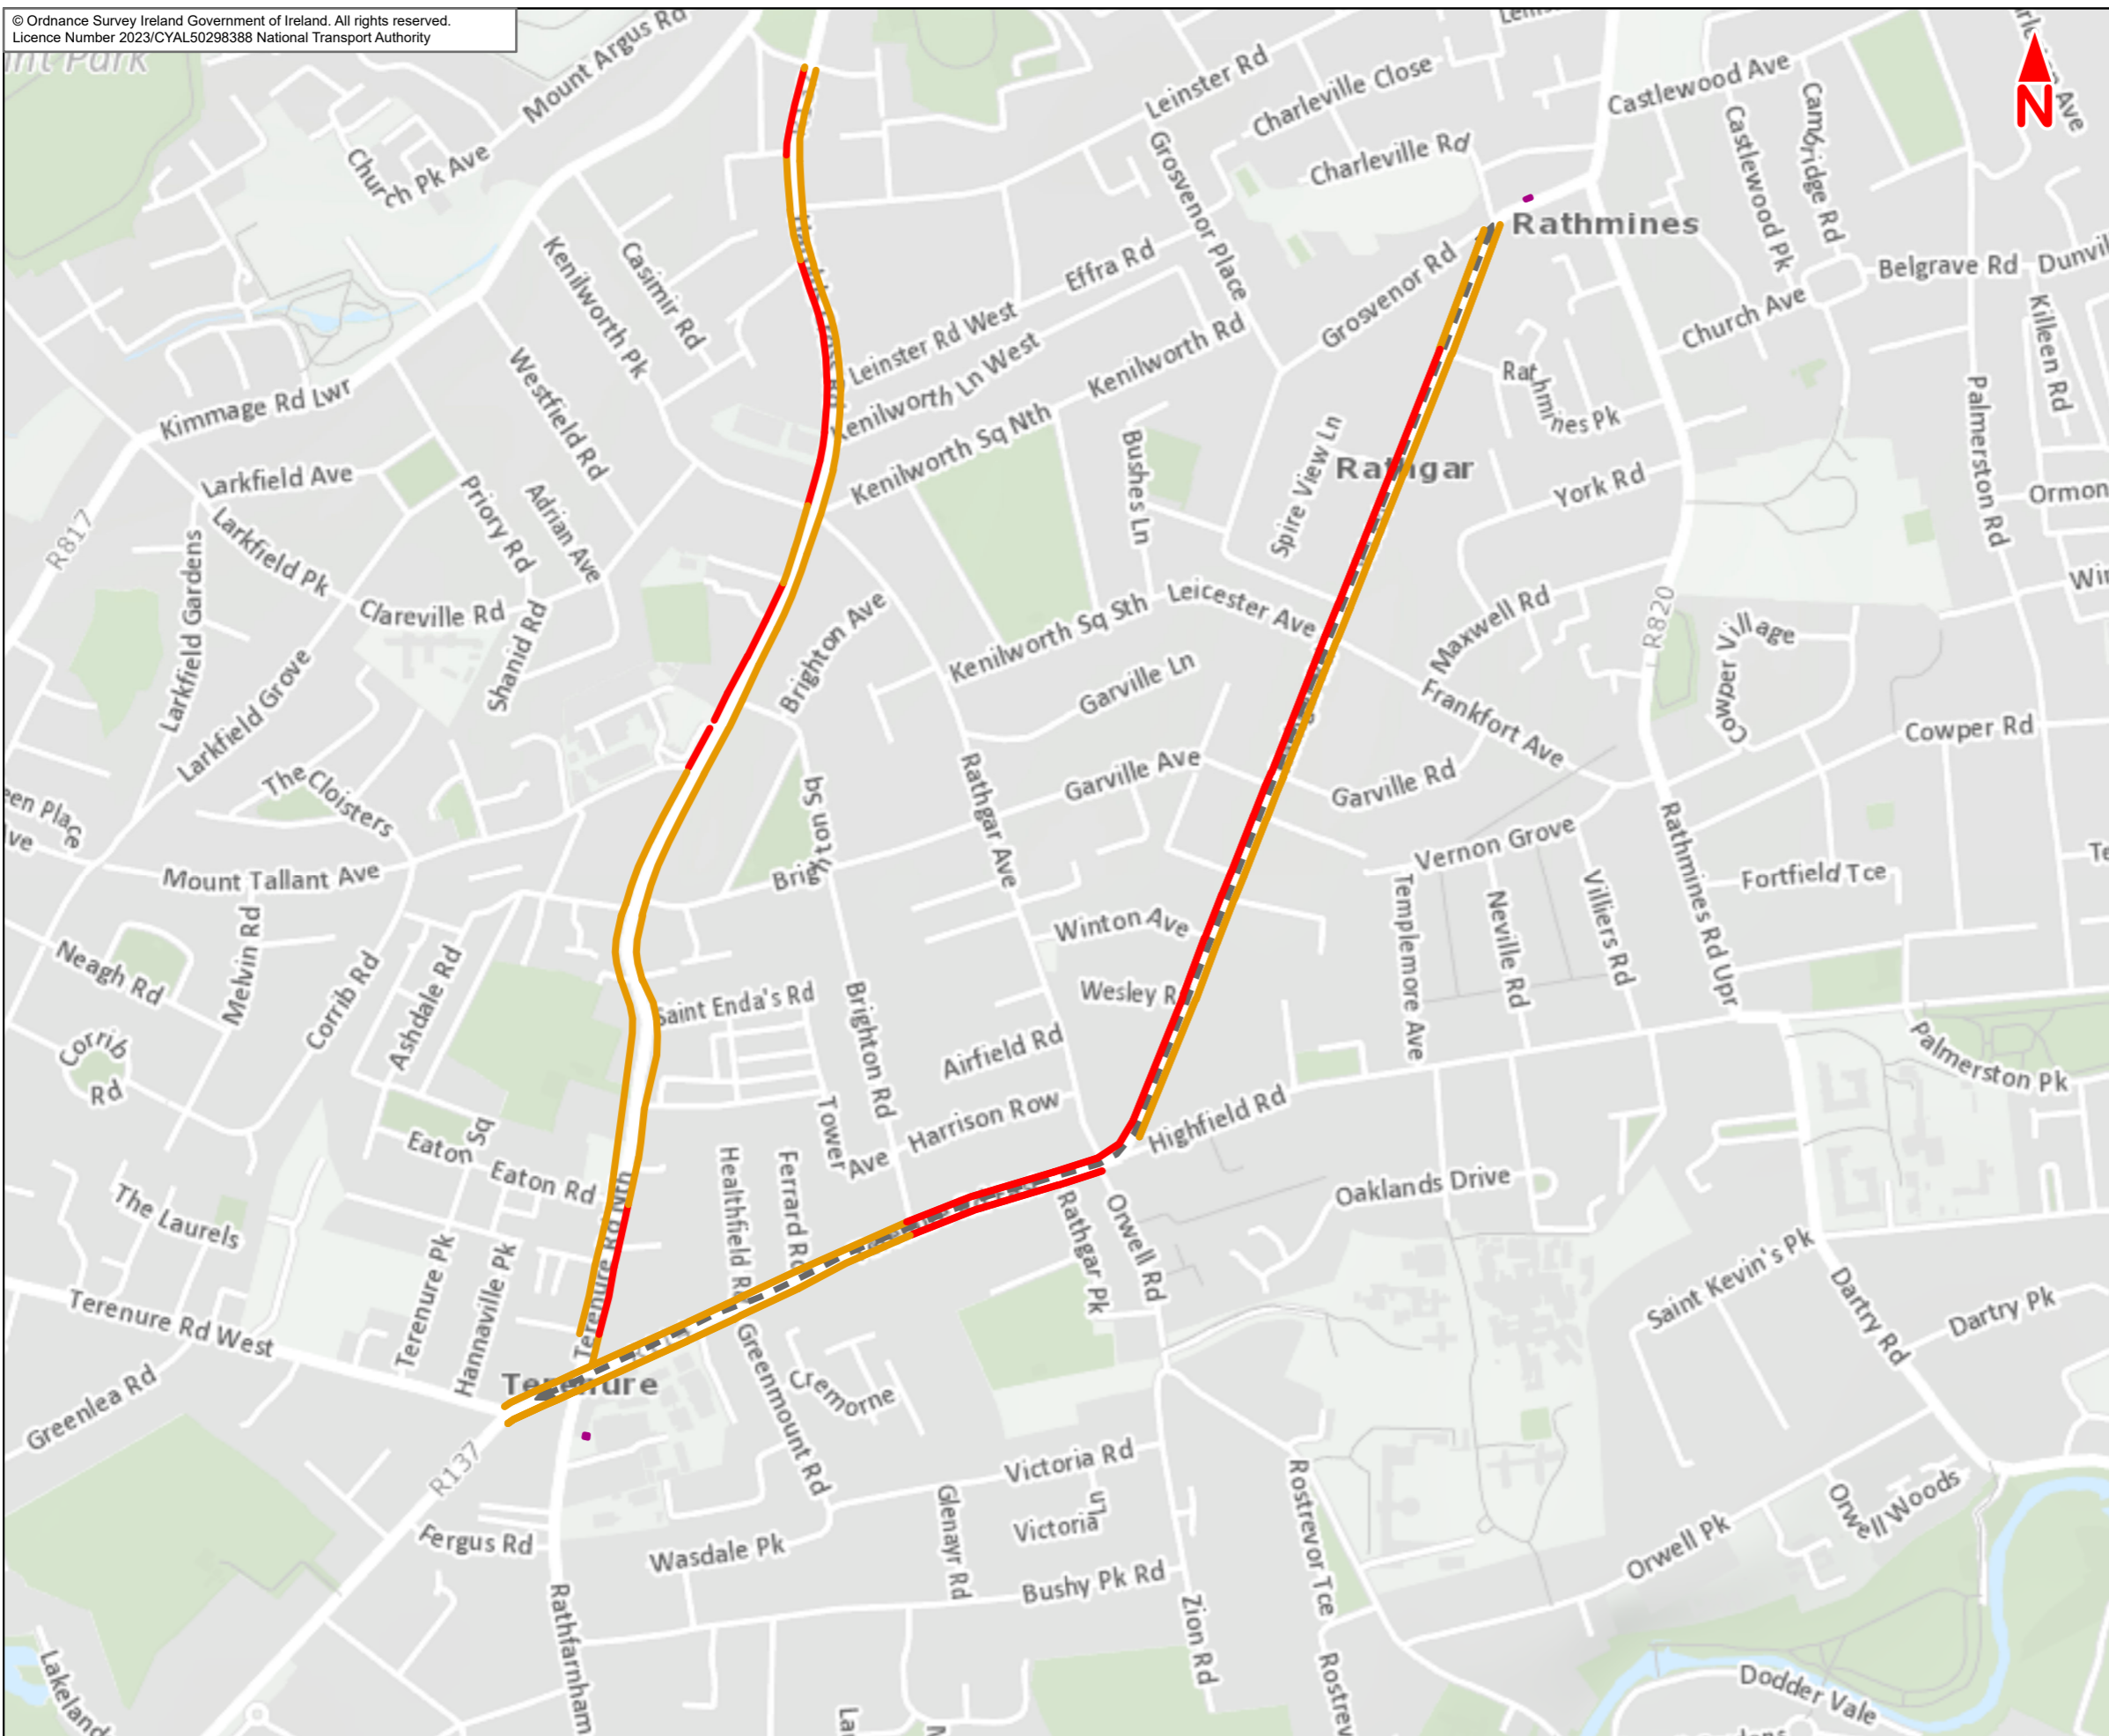 © Ordnance Survey Ireland Government of Ireland. All rights reserved.
Licence Number 2023/CYAL50298388 National Transport Authority
N
Mount Argus Rd
Church Pk Ave
Leinster Rd
Charleville Close
Charleville Rd
Castlewood Ave
Castlewood Pk
Cambridge Rd
Grosvenor Place
Grosvenor Rd
Rathmines
Belgrave Rd
Church Ave
Killeen Rd
Palmerston Rd
Kenilworth Pk
Casimir Rd
Effra Rd
Leinster Rd West
Kenilworth Ln West
Kenilworth Rd
Kenilworth Sq Nth
Rathmines Pk
Kimmage Rd Lwr
Westfield Rd
Larkfield Ave
Priory Rd
Adrian Ave
R817
Larkfield Pk
Larkfield Gardens
Clareville Rd
Shanid Rd
Larkfield Grove
Bushes Ln
Spire View Ln
Rathgar
York Rd
Maxwell Rd
R820
Cowper Village
Cowper Rd
Brighton Ave
Kenilworth Sq Sth
Leicester Ave
Garville Ln
Frankfort Ave
Garville Ave
Garville Rd
Rathgar Ave
Brighton Sq
The Cloisters
Mount Tallant Ave
Melvin Rd
Neagh Rd
Corrib Rd
Corrib Rd
Ashdale Rd
Vernon Grove
Templemore Ave
Neville Rd
Villiers Rd
Rathmines Rd Upr
Fortfield Tce
Winton Ave
Saint Enda's Rd
Brighton Rd
Airfield Rd
Harrison Row
Tower Ave
Highfield Rd
Palmerston Pk
Eaton Sq
Eaton Rd
Healthfield Rd
The Laurels
Terenure Pk
Hannaville Pk
Terenure Rd Nth
Terenure Rd West
Terenure
Greenlea Rd
R137
Greenmount Rd
Cremorne
Rathgar Pk
Orwell Rd
Oaklands Drive
Saint Kevin's Pk
Dartry Rd
Dartry Pk
Victoria Rd
Victoria Ln
Glenayr Rd
Fergus Rd
Wasdale Pk
Bushy Pk Rd
Zion Rd
Rostrevor Tce
Orwell Pk
Orwell Woods
Dodder Vale